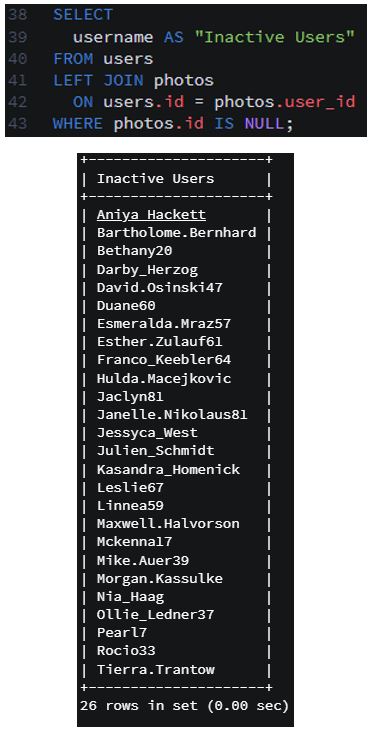 38 SELECT
39   username AS "Inactive Users"
40 FROM users
41 LEFT JOIN photos
42   ON users.id = photos.user_id
43 WHERE photos.id IS NULL;
+---------------------+
| Inactive Users      |
+---------------------+
| Aniya_Hackett       |
| Bartholome.Bernhard |
| Bethany20           |
| Darby_Herzog        |
| David.Osinski47     |
| Duane60             |
| Esmeralda.Mraz57    |
| Esther.Zulauf61     |
| Franco_Keebler64    |
| Hulda.Macejkovic    |
| Jaclyn81            |
| Janelle.Nikolaus81  |
| Jessyca_West        |
| Julien_Schmidt      |
| Kasandra_Homenick   |
| Leslie67            |
| Linnea59            |
| Maxwell.Halvorson   |
| Mckenna17           |
| Mike.Auer39         |
| Morgan.Kassulke     |
| Nia_Haag            |
| Ollie_Ledner37      |
| Pearl7              |
| Rocio33             |
| Tierra.Trantow      |
+---------------------+
26 rows in set (0.00 sec)